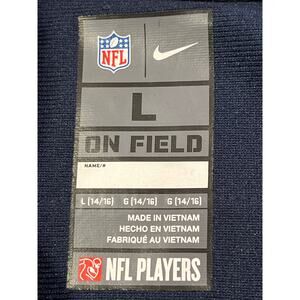 NFL
L
ON FIELD
NAME/#
L (14/16) G (14/16) G (14/16)
MADE IN VIETNAM
HECHO EN VIETNAM
FABRIQUÉ AU VIETNAM
NFL PLAYERS